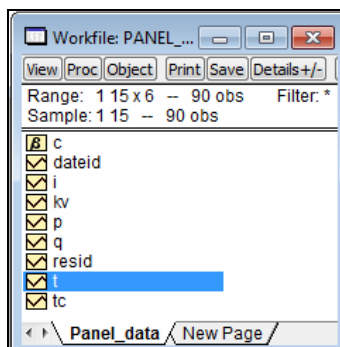 Workfile: PANEL_...
View Proc Object Print Save Details+/-
Range: 1 15 x 6 -- 90 obs Filter: *
Sample: 1 15 -- 90 obs
β c
dateid
i
kv
p
q
resid
t
tc
Panel_data New Page